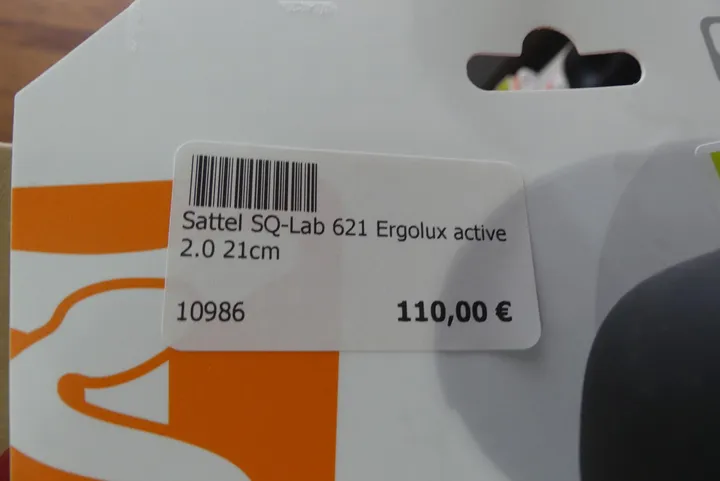 Sattel SQ-Lab 621 Ergolux active
2.0 21cm
10986 110,00 €